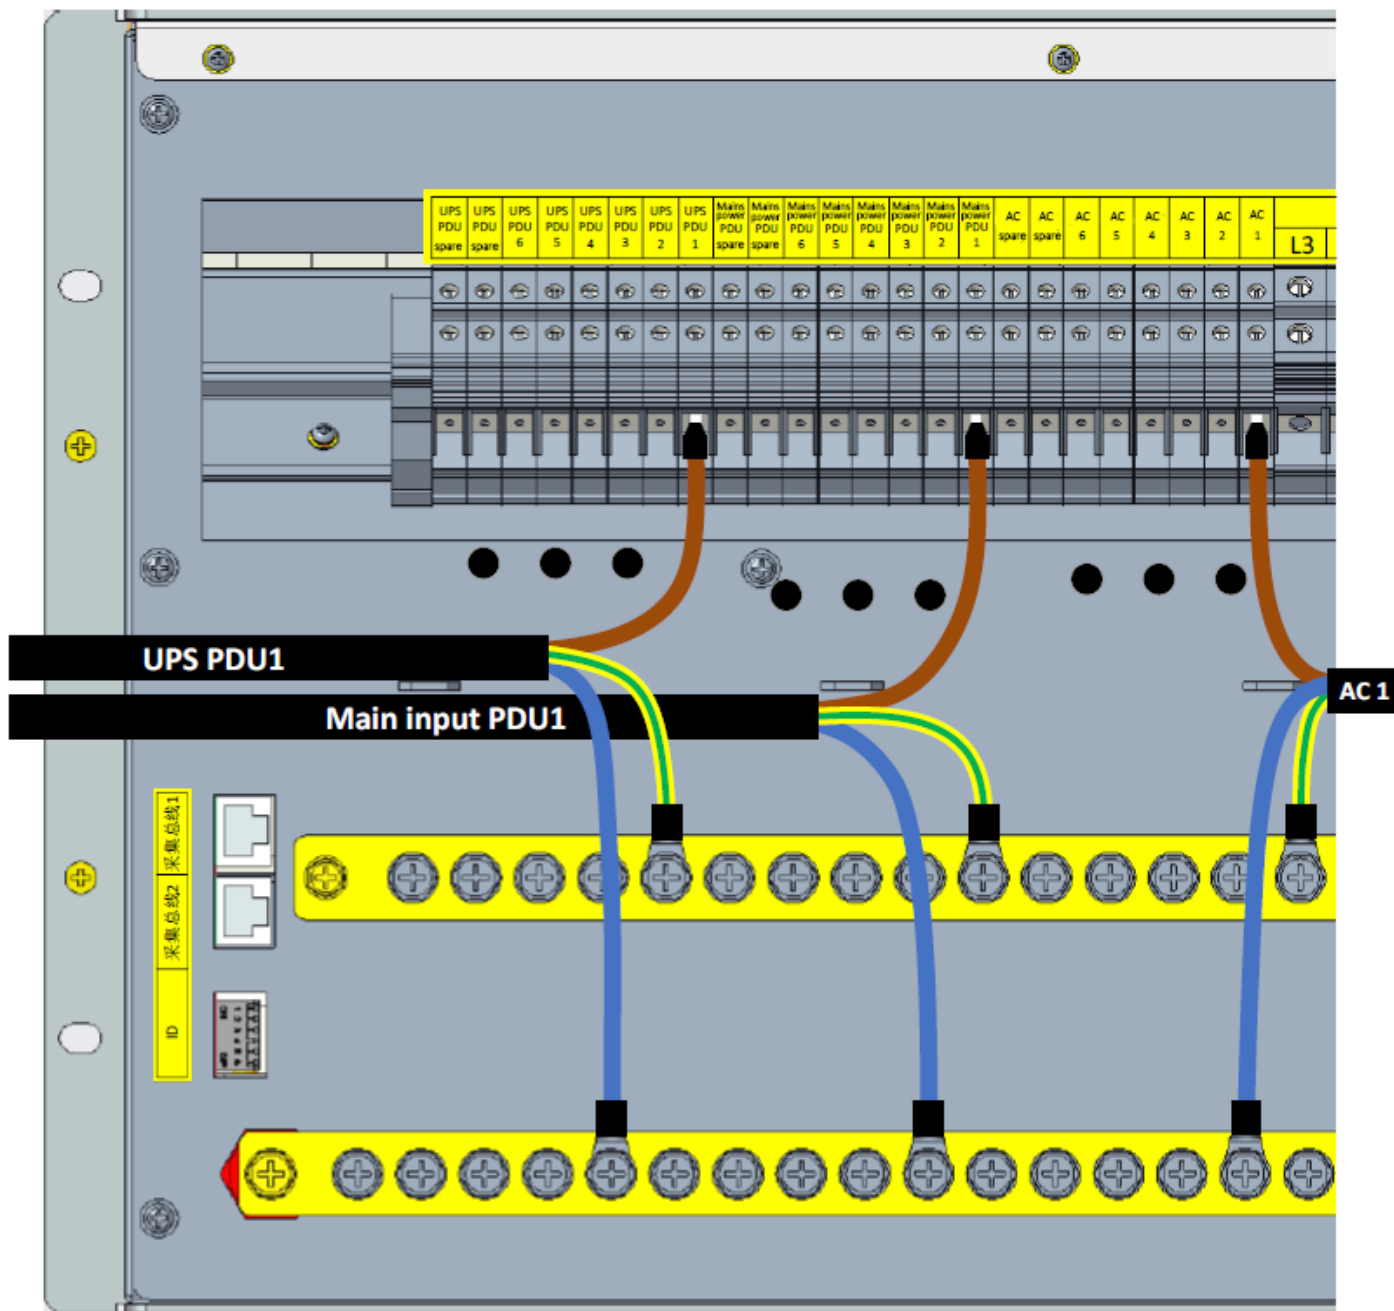 UPS PDU spare
UPS PDU spare
UPS PDU 6
UPS PDU 5
UPS PDU 4
UPS PDU 3
UPS PDU 2
UPS PDU 1
Mains power PDU spare
Mains power PDU spare
Mains power PDU 6
Mains power PDU 5
Mains power PDU 4
Mains power PDU 3
Mains power PDU 2
Mains power PDU 1
AC spare
AC spare
AC 6
AC 5
AC 4
AC 3
AC 2
AC 1
L3
UPS PDU1
AC 1
Main input PDU1
采集总线1
采集总线2
ID